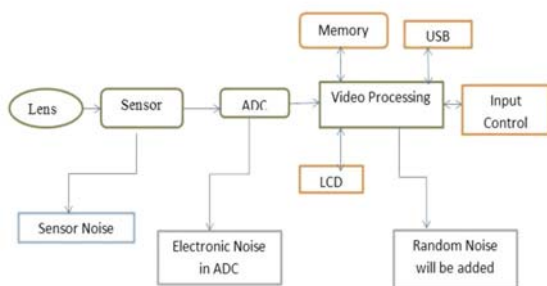 Memory
USB
Lens
Sensor
ADC
Video Processing
Input
Control
LCD
Sensor Noise
Electronic Noise
in ADC
Random Noise
will be added